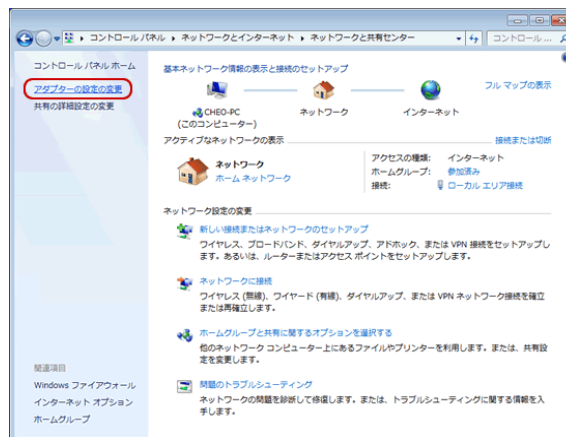 コントロール パネル ▸ ネットワークとインターネット ▸ ネットワークと共有センター
コントロール ...
コントロール パネル ホーム
アダプターの設定の変更
共有の詳細設定の変更
基本ネットワーク情報の表示と接続のセットアップ
フル マップの表示
CHEO-PC
(このコンピューター)
ネットワーク
インターネット
アクティブなネットワークの表示
接続または切断
ネットワーク
ホーム ネットワーク
アクセスの種類: インターネット
ホームグループ: 参加済み
接続: ローカル エリア接続
ネットワーク設定の変更
新しい接続またはネットワークのセットアップ
ワイヤレス、ブロードバンド、ダイヤルアップ、アドホック、または VPN 接続をセットアップし
ます。あるいは、ルーターまたはアクセス ポイントをセットアップします。
ネットワークに接続
ワイヤレス (無線)、ワイヤード (有線)、ダイヤルアップ、または VPN ネットワーク接続を確立
または再確立します。
ホームグループと共有に関するオプションを選択する
他のネットワーク コンピューター上にあるファイルやプリンターを利用します。または、共有設
定を変更します。
問題のトラブルシューティング
ネットワークの問題を診断して修復します。または、トラブルシューティングに関する情報を入
手します。
関連項目
Windows ファイアウォール
インターネット オプション
ホームグループ